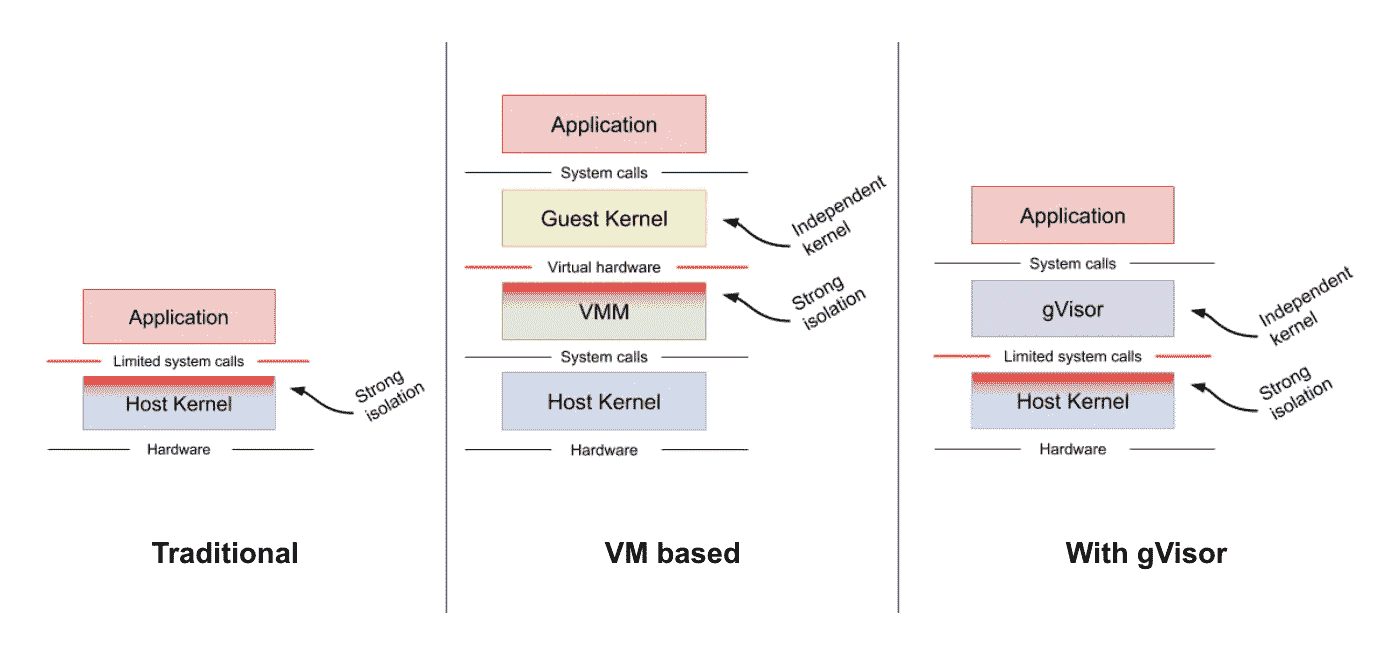 Application
Limited system calls
Host Kernel
Strong
isolation
Hardware
Traditional
Application
System calls
Guest Kernel
Independent
kernel
Virtual hardware
VMM
Strong
isolation
System calls
Host Kernel
Hardware
VM based
Application
System calls
gVisor
Independent
kernel
Limited system calls
Host Kernel
Strong
isolation
Hardware
With gVisor